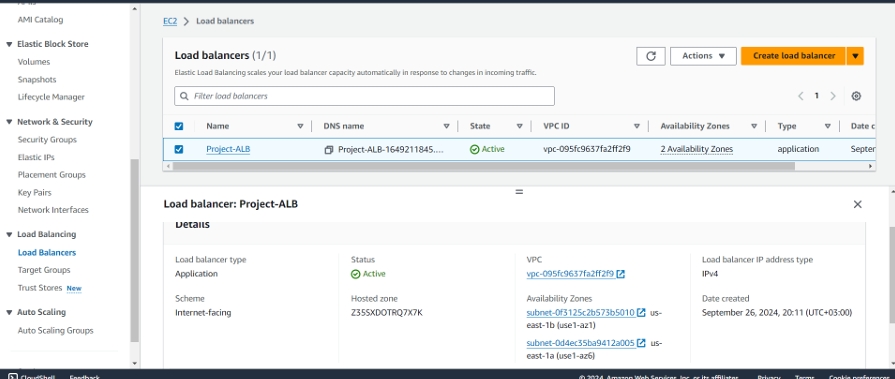 AMI Catalog
Elastic Block Store
Volumes
Snapshots
Lifecycle Manager
Network & Security
Security Groups
Elastic IPs
Placement Groups
Key Pairs
Network Interfaces
Load Balancing
Load Balancers
Target Groups
Trust Stores New
Auto Scaling
Auto Scaling Groups
EC2 > Load balancers
Load balancers (1/1)
Actions
Create load balancer
Elastic Load Balancing scales your load balancer capacity automatically in response to changes in incoming traffic.
Filter load balancers
1
Name DNS name State VPC ID Availability Zones Type Date c
Project-ALB Project-ALB-1649211845.... Active vpc-095fc9637fa2ff2f9 2 Availability Zones application Septer
Load balancer: Project-ALB
Details
Load balancer type
Application
Status
Active
VPC
vpc-095fc9637fa2ff2f9
Load balancer IP address type
IPv4
Scheme
Internet-facing
Hosted zone
Z35SXDOTRQ7X7K
Availability Zones
subnet-0f3125c2b573b5010 us-
east-1b (use1-az1)
subnet-0d4ec35ba9412a005 us-
east-1a (use1-az6)
Date created
September 26, 2024, 20:11 (UTC+03:00)
CloudShell Feedback
© 2024, Amazon Web Services, Inc. or its affiliates. Privacy Terms Cookie preferences